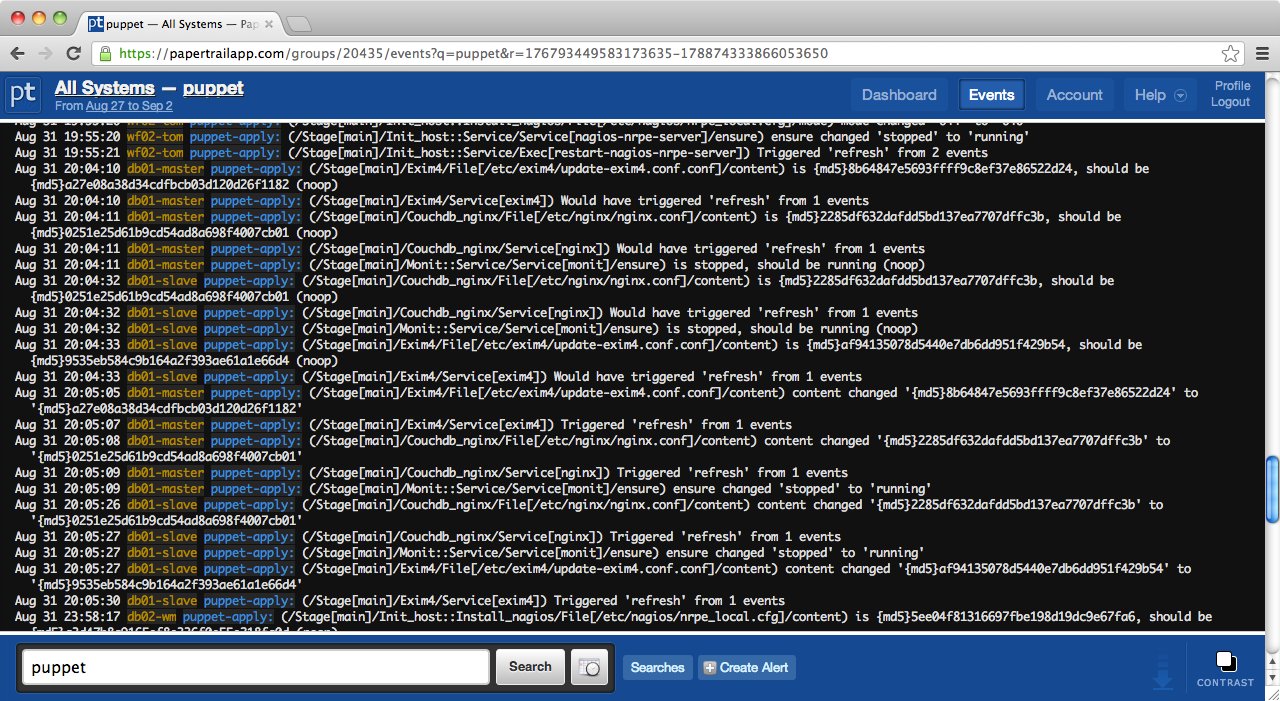 puppet — All Systems — Pap
https://papertrailapp.com/groups/20435/events?q=puppet&r=176793449583173635-178874333866053650
pt
All Systems — puppet
From Aug 27 to Sep 2
Dashboard
Events
Account
Help
Profile
Logout
Aug 31 19:55:20 wf02-tom puppet-apply: (/Stage[main]/Init_host::Service/Service[nagios-nrpe-server]/ensure) ensure changed 'stopped' to 'running'
Aug 31 19:55:21 wf02-tom puppet-apply: (/Stage[main]/Init_host::Service/Exec[restart-nagios-nrpe-server]) Triggered 'refresh' from 2 events
Aug 31 20:04:10 db01-master puppet-apply: (/Stage[main]/Exim4/File[/etc/exim4/update-exim4.conf.conf]/content) is {md5}8b64847e5693ffff9c8ef37e86522d24, should be
{md5}a27e08a38d34cdfbcb03d120d26f1182 (noop)
Aug 31 20:04:10 db01-master puppet-apply: (/Stage[main]/Exim4/Service[exim4]) Would have triggered 'refresh' from 1 events
Aug 31 20:04:11 db01-master puppet-apply: (/Stage[main]/Couchdb_nginx/File[/etc/nginx/nginx.conf]/content) is {md5}2285df632dafdd5bd137ea7707dffc3b, should be
{md5}0251e25d61b9cd54ad8a698f4007cb01 (noop)
Aug 31 20:04:11 db01-master puppet-apply: (/Stage[main]/Couchdb_nginx/Service[nginx]) Would have triggered 'refresh' from 1 events
Aug 31 20:04:11 db01-master puppet-apply: (/Stage[main]/Monit::Service/Service[monit]/ensure) is stopped, should be running (noop)
Aug 31 20:04:32 db01-slave puppet-apply: (/Stage[main]/Couchdb_nginx/File[/etc/nginx/nginx.conf]/content) is {md5}2285df632dafdd5bd137ea7707dffc3b, should be
{md5}0251e25d61b9cd54ad8a698f4007cb01 (noop)
Aug 31 20:04:32 db01-slave puppet-apply: (/Stage[main]/Couchdb_nginx/Service[nginx]) Would have triggered 'refresh' from 1 events
Aug 31 20:04:32 db01-slave puppet-apply: (/Stage[main]/Monit::Service/Service[monit]/ensure) is stopped, should be running (noop)
Aug 31 20:04:33 db01-slave puppet-apply: (/Stage[main]/Exim4/File[/etc/exim4/update-exim4.conf.conf]/content) is {md5}af94135078d5440e7db6dd951f429b54, should be
{md5}9535eb584c9b164a2f393ae61a1e66d4 (noop)
Aug 31 20:04:33 db01-slave puppet-apply: (/Stage[main]/Exim4/Service[exim4]) Would have triggered 'refresh' from 1 events
Aug 31 20:05:05 db01-master puppet-apply: (/Stage[main]/Exim4/File[/etc/exim4/update-exim4.conf.conf]/content) content changed '{md5}8b64847e5693ffff9c8ef37e86522d24' to
'{md5}a27e08a38d34cdfbcb03d120d26f1182'
Aug 31 20:05:07 db01-master puppet-apply: (/Stage[main]/Exim4/Service[exim4]) Triggered 'refresh' from 1 events
Aug 31 20:05:08 db01-master puppet-apply: (/Stage[main]/Couchdb_nginx/File[/etc/nginx/nginx.conf]/content) content changed '{md5}2285df632dafdd5bd137ea7707dffc3b' to
'{md5}0251e25d61b9cd54ad8a698f4007cb01'
Aug 31 20:05:09 db01-master puppet-apply: (/Stage[main]/Couchdb_nginx/Service[nginx]) Triggered 'refresh' from 1 events
Aug 31 20:05:09 db01-master puppet-apply: (/Stage[main]/Monit::Service/Service[monit]/ensure) ensure changed 'stopped' to 'running'
Aug 31 20:05:26 db01-slave puppet-apply: (/Stage[main]/Couchdb_nginx/File[/etc/nginx/nginx.conf]/content) content changed '{md5}2285df632dafdd5bd137ea7707dffc3b' to
'{md5}0251e25d61b9cd54ad8a698f4007cb01'
Aug 31 20:05:27 db01-slave puppet-apply: (/Stage[main]/Couchdb_nginx/Service[nginx]) Triggered 'refresh' from 1 events
Aug 31 20:05:27 db01-slave puppet-apply: (/Stage[main]/Monit::Service/Service[monit]/ensure) ensure changed 'stopped' to 'running'
Aug 31 20:05:27 db01-slave puppet-apply: (/Stage[main]/Exim4/File[/etc/exim4/update-exim4.conf.conf]/content) content changed '{md5}af94135078d5440e7db6dd951f429b54' to
'{md5}9535eb584c9b164a2f393ae61a1e66d4'
Aug 31 20:05:30 db01-slave puppet-apply: (/Stage[main]/Exim4/Service[exim4]) Triggered 'refresh' from 1 events
Aug 31 23:58:17 db02-wm puppet-apply: (/Stage[main]/Init_host::Install_nagios/File[/etc/nagios/nrpe_local.cfg]/content) is {md5}5ee04f81316697fbe198d19dc9e67fa6, should be
puppet
Search
Searches
Create Alert
CONTRAST